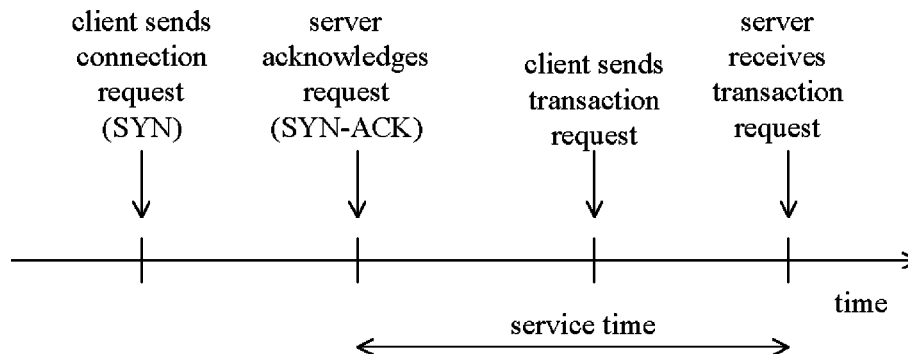 client sends
connection
request
(SYN)
server
acknowledges
request
(SYN-ACK)
client sends
transaction
request
server
receives
transaction
request
time
service time